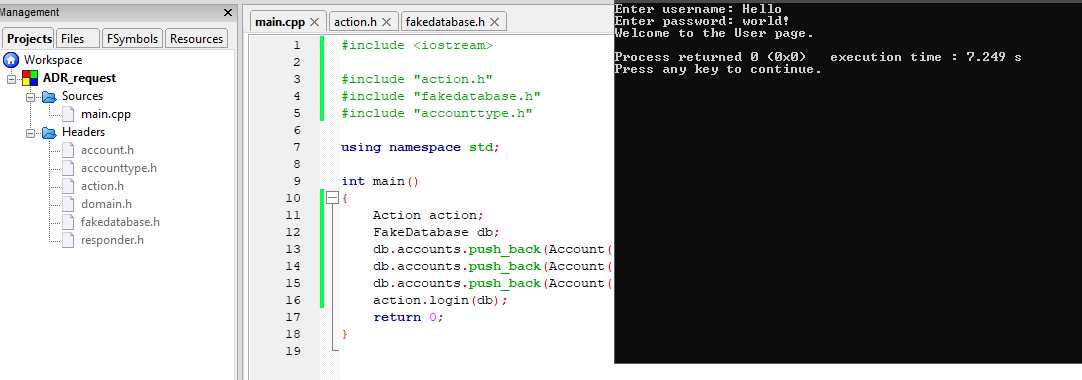 Management
Projects Files FSymbols Resources
Workspace
ADR_request
Sources
main.cpp
Headers
account.h
accounttype.h
action.h
domain.h
fakedatabase.h
responder.h
main.cpp action.h fakedatabase.h
1 #include <iostream>
2
3 #include "action.h"
4 #include "fakedatabase.h"
5 #include "accounttype.h"
6
7 using namespace std;
8
9 int main()
10 {
11 Action action;
12 FakeDatabase db;
13 db.accounts.push_back(Account(
14 db.accounts.push_back(Account(
15 db.accounts.push_back(Account(
16 action.login(db);
17 return 0;
18 }
19
Enter username: Hello
Enter password: world!
Welcome to the User page.
Process returned 0 (0x0) execution time : 7.249 s
Press any key to continue.